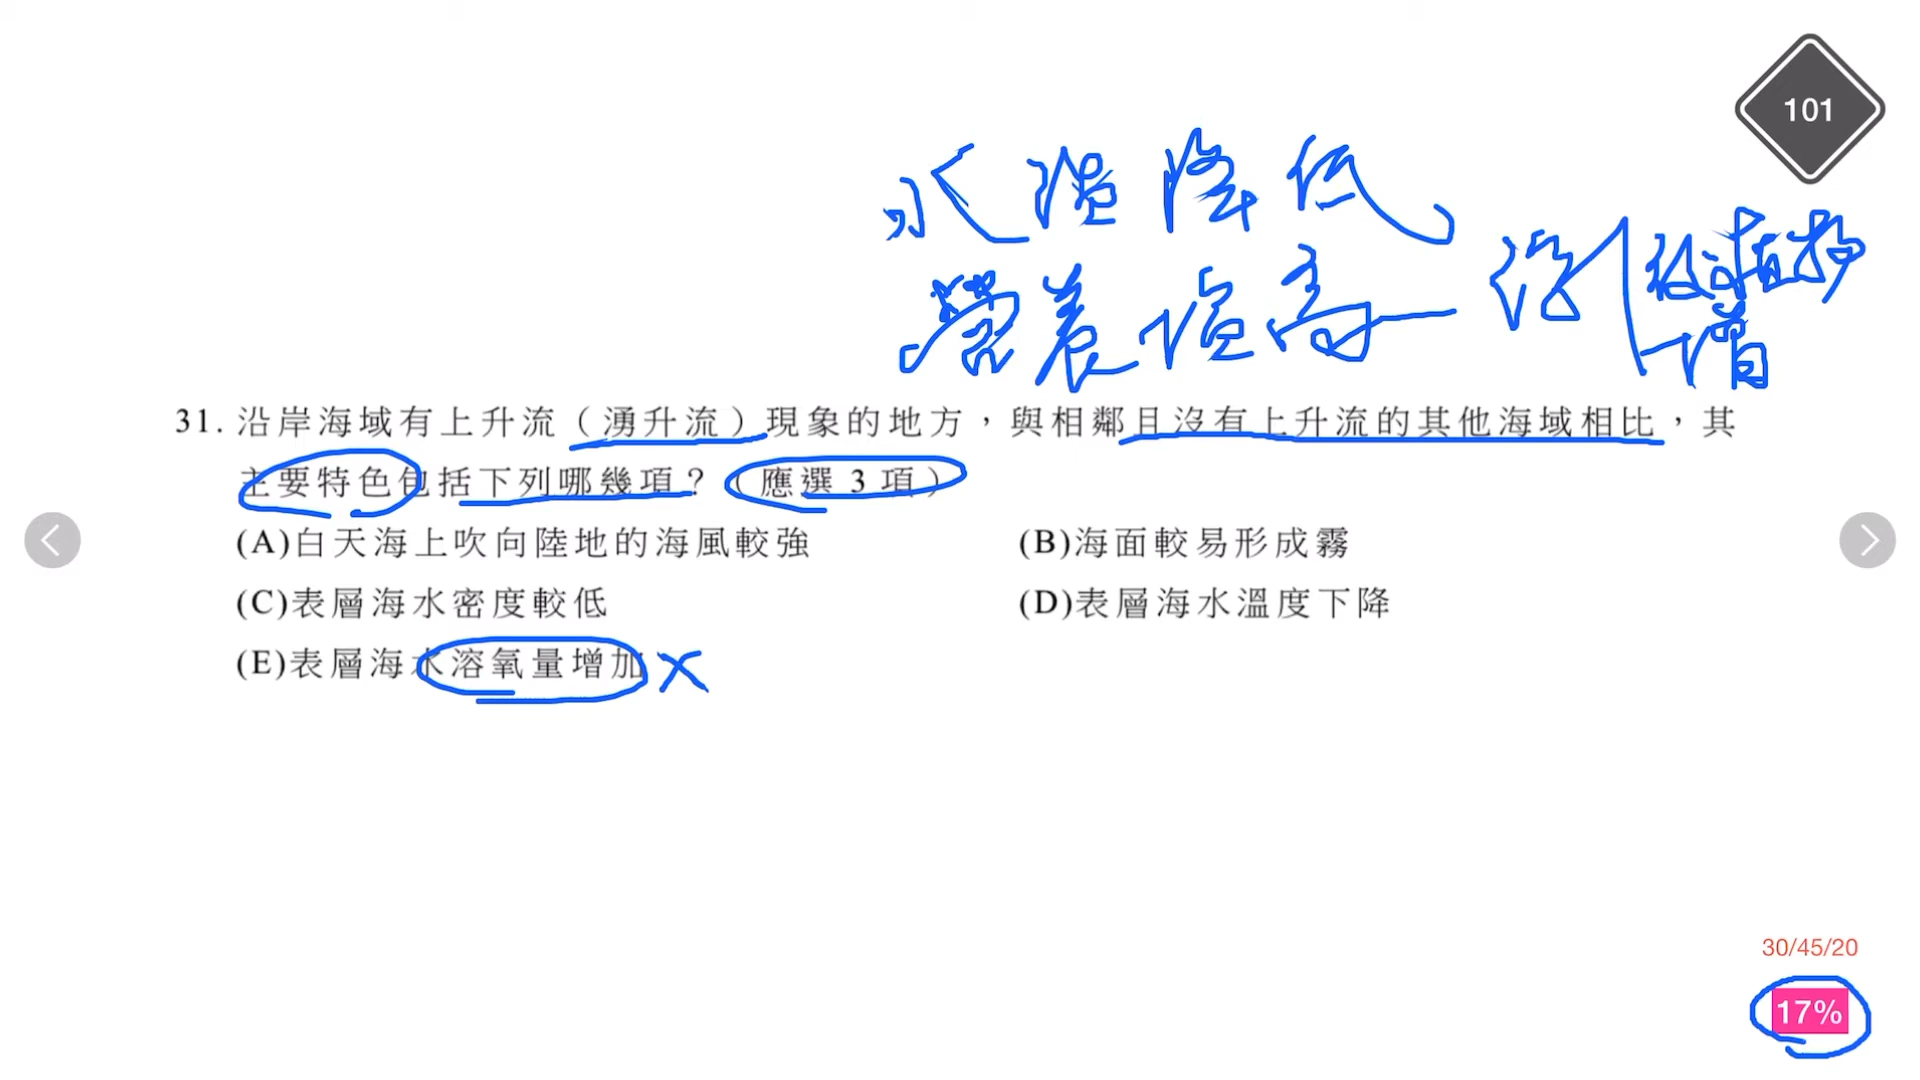 101
水溫降低
營養鹽高 浮游植物
增
31.沿岸海域有上升流(湧升流)現象的地方,與相鄰且沒有上升流的其他海域相比,其
主要特色包括下列哪幾項?(應選3項)
(A)白天海上吹向陸地的海風較強 (B)海面較易形成霧
(C)表層海水密度較低 (D)表層海水溫度下降
(E)表層海水溶氧量增加 X
30/45/20
17%